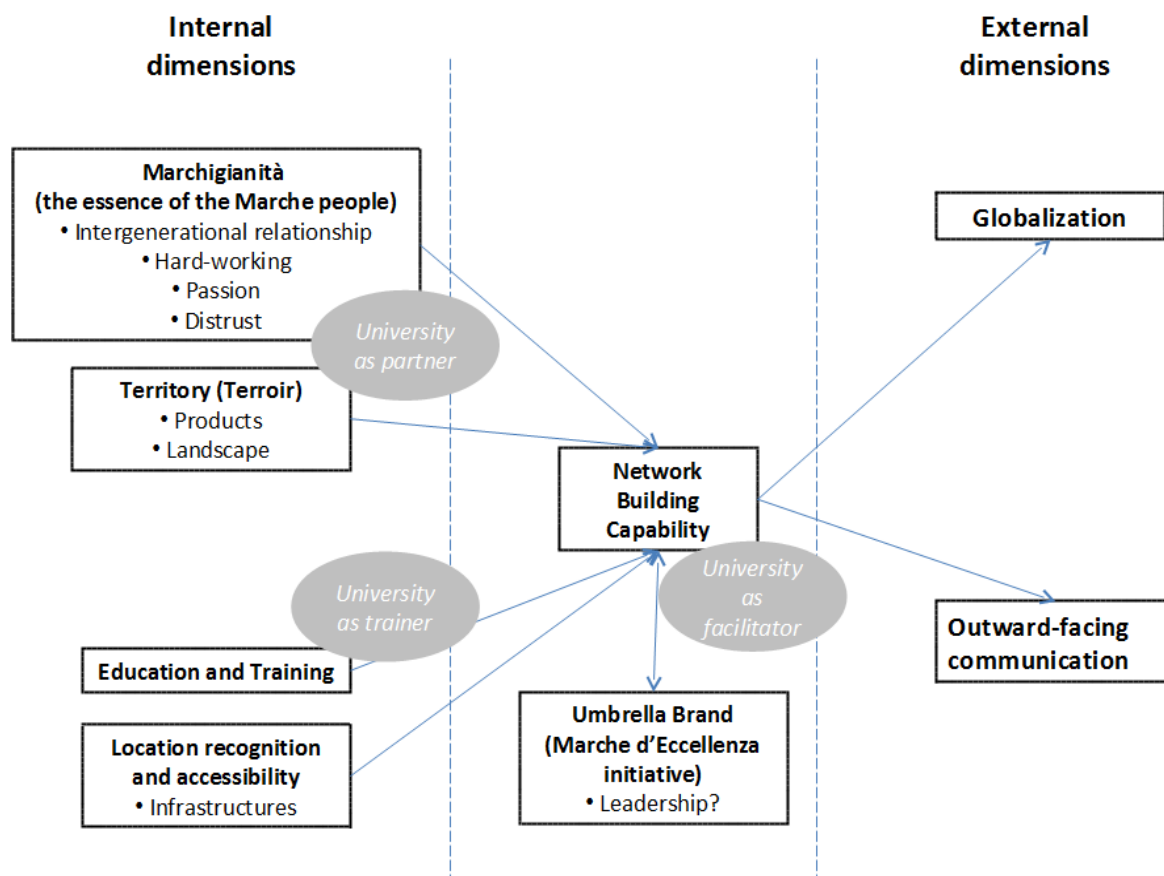 Internal
dimensions
External
dimensions
Marchigianità
(the essence of the Marche people)
• Intergenerational relationship
• Hard-working
• Passion
• Distrust
University
as partner
Territory (Terroir)
• Products
• Landscape
University
as trainer
Education and Training
Location recognition
and accessibility
• Infrastructures
Network
Building
Capability
University
as
facilitator
Umbrella Brand
(Marche d’Eccellenza
initiative)
• Leadership?
Globalization
Outward-facing
communication